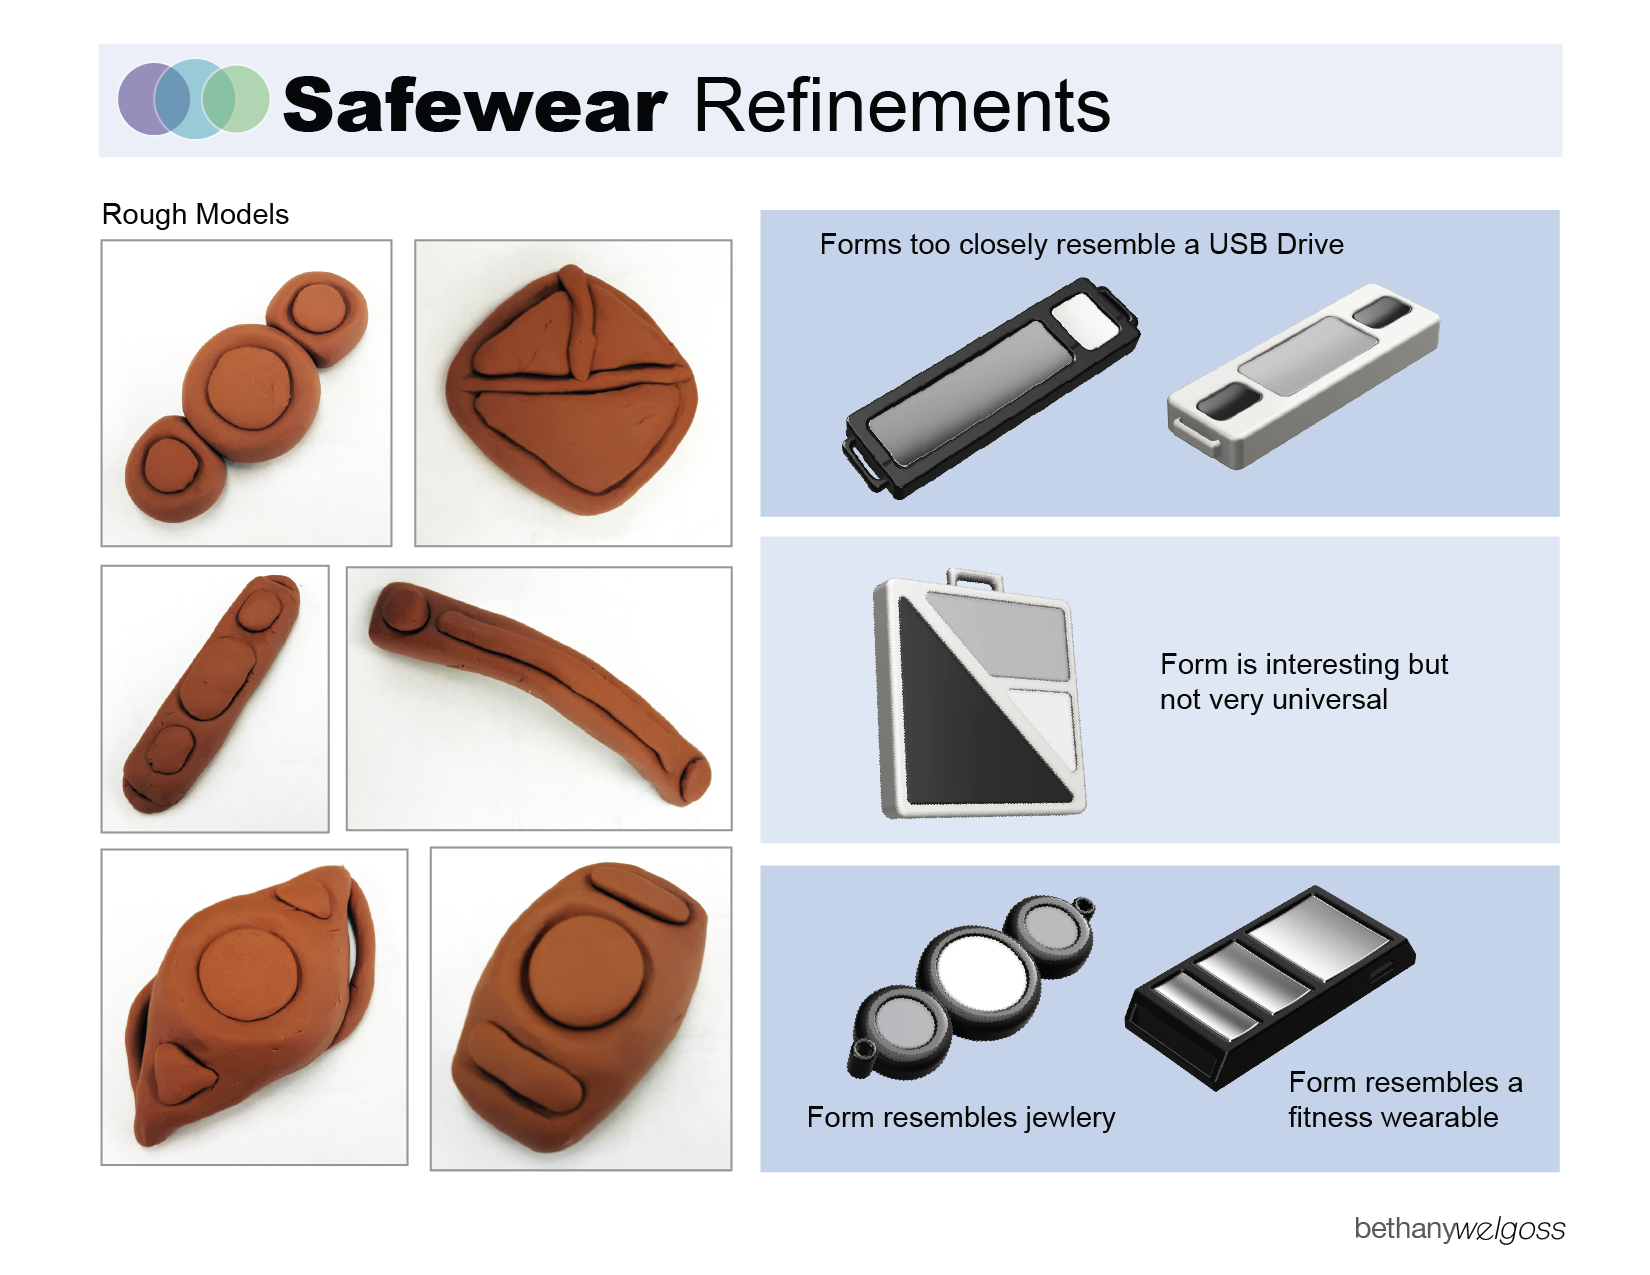 Safewear Refinements
Rough Models
Forms too closely resemble a USB Drive
Form is interesting but
not very universal
Form resembles jewlery
Form resembles a
fitness wearable
bethanywelgoss